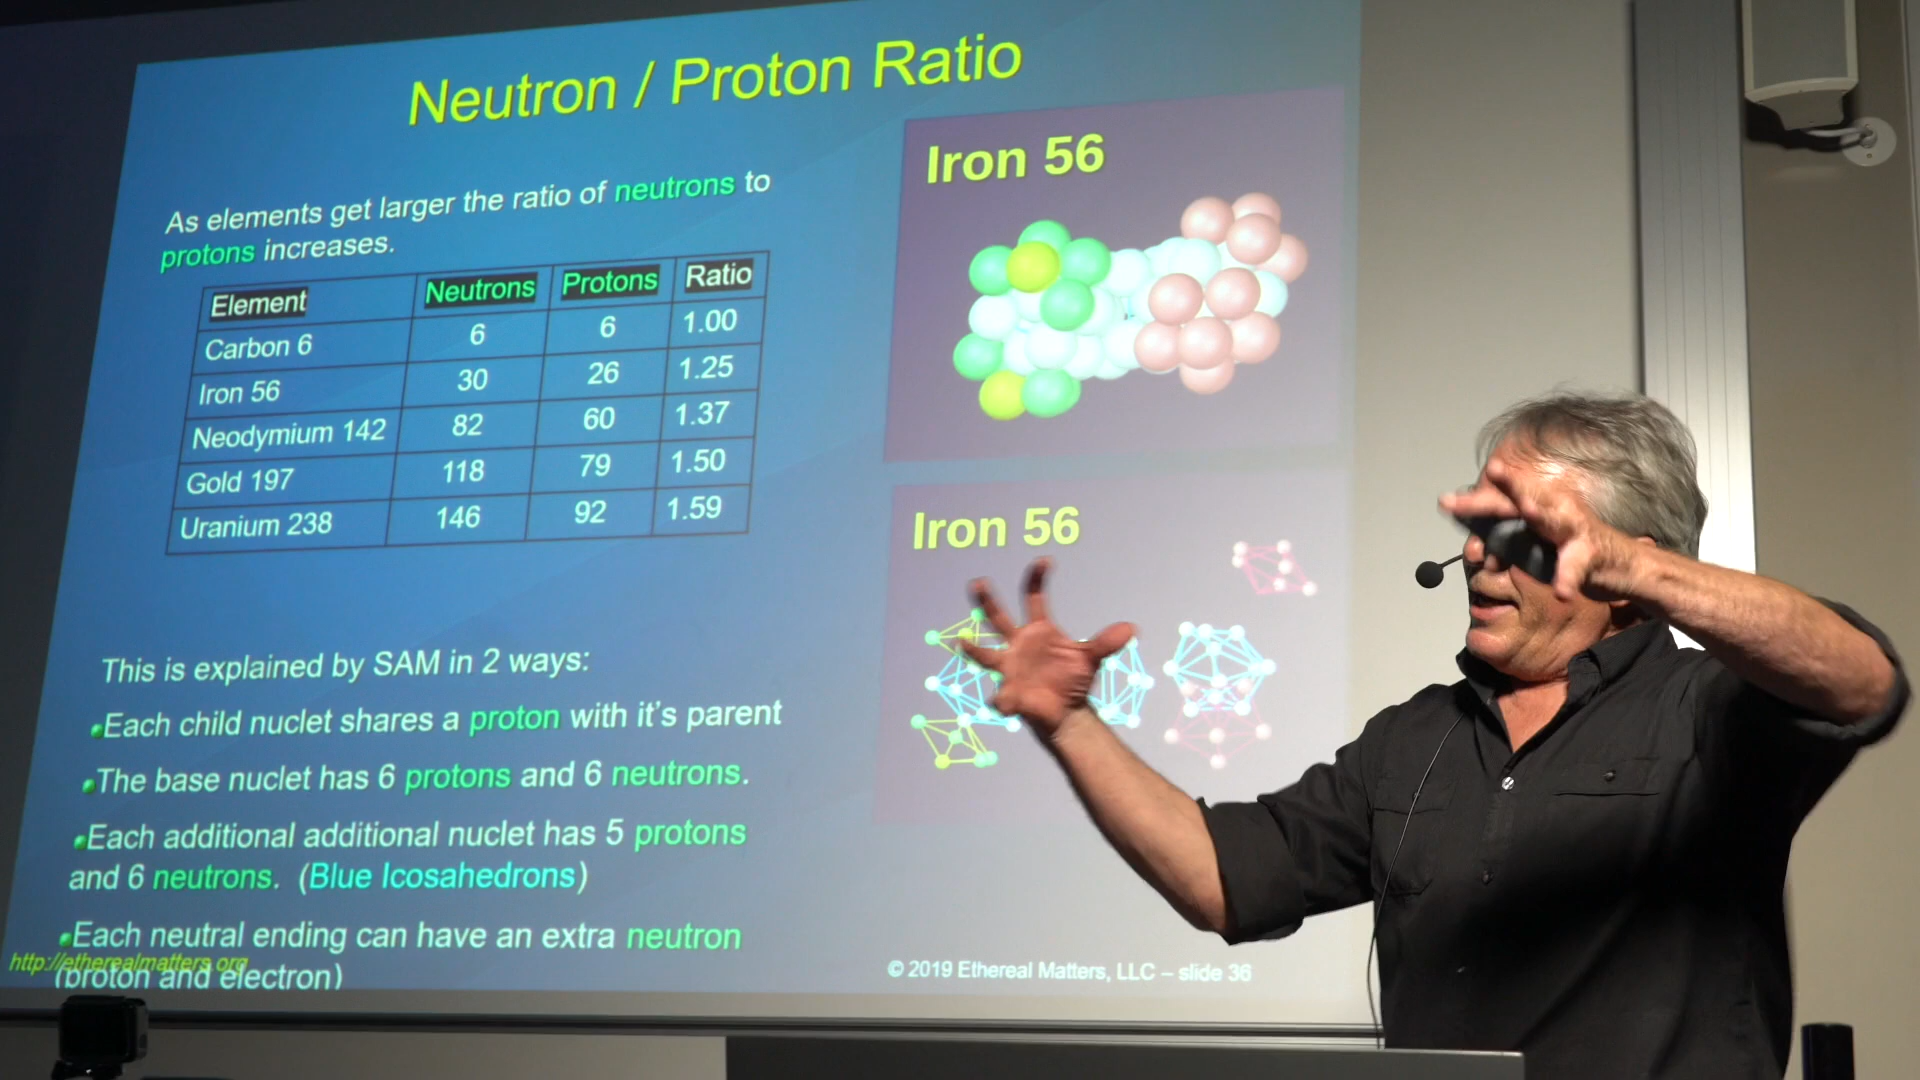 Neutron / Proton Ratio
As elements get larger the ratio of neutrons to
protons increases.
Element Neutrons Protons Ratio
Carbon 6 6 6 1.00
Iron 56 30 26 1.25
Neodymium 142 82 60 1.37
Gold 197 118 79 1.50
Uranium 238 146 92 1.59
This is explained by SAM in 2 ways:
Each child nuclet shares a proton with it's parent
The base nuclet has 6 protons and 6 neutrons.
Each additional additional nuclet has 5 protons
and 6 neutrons. (Blue Icosahedrons)
Each neutral ending can have an extra neutron
(proton and electron)
http://etherealmatters.org
Iron 56
Iron 56
© 2019 Ethereal Matters, LLC – slide 36